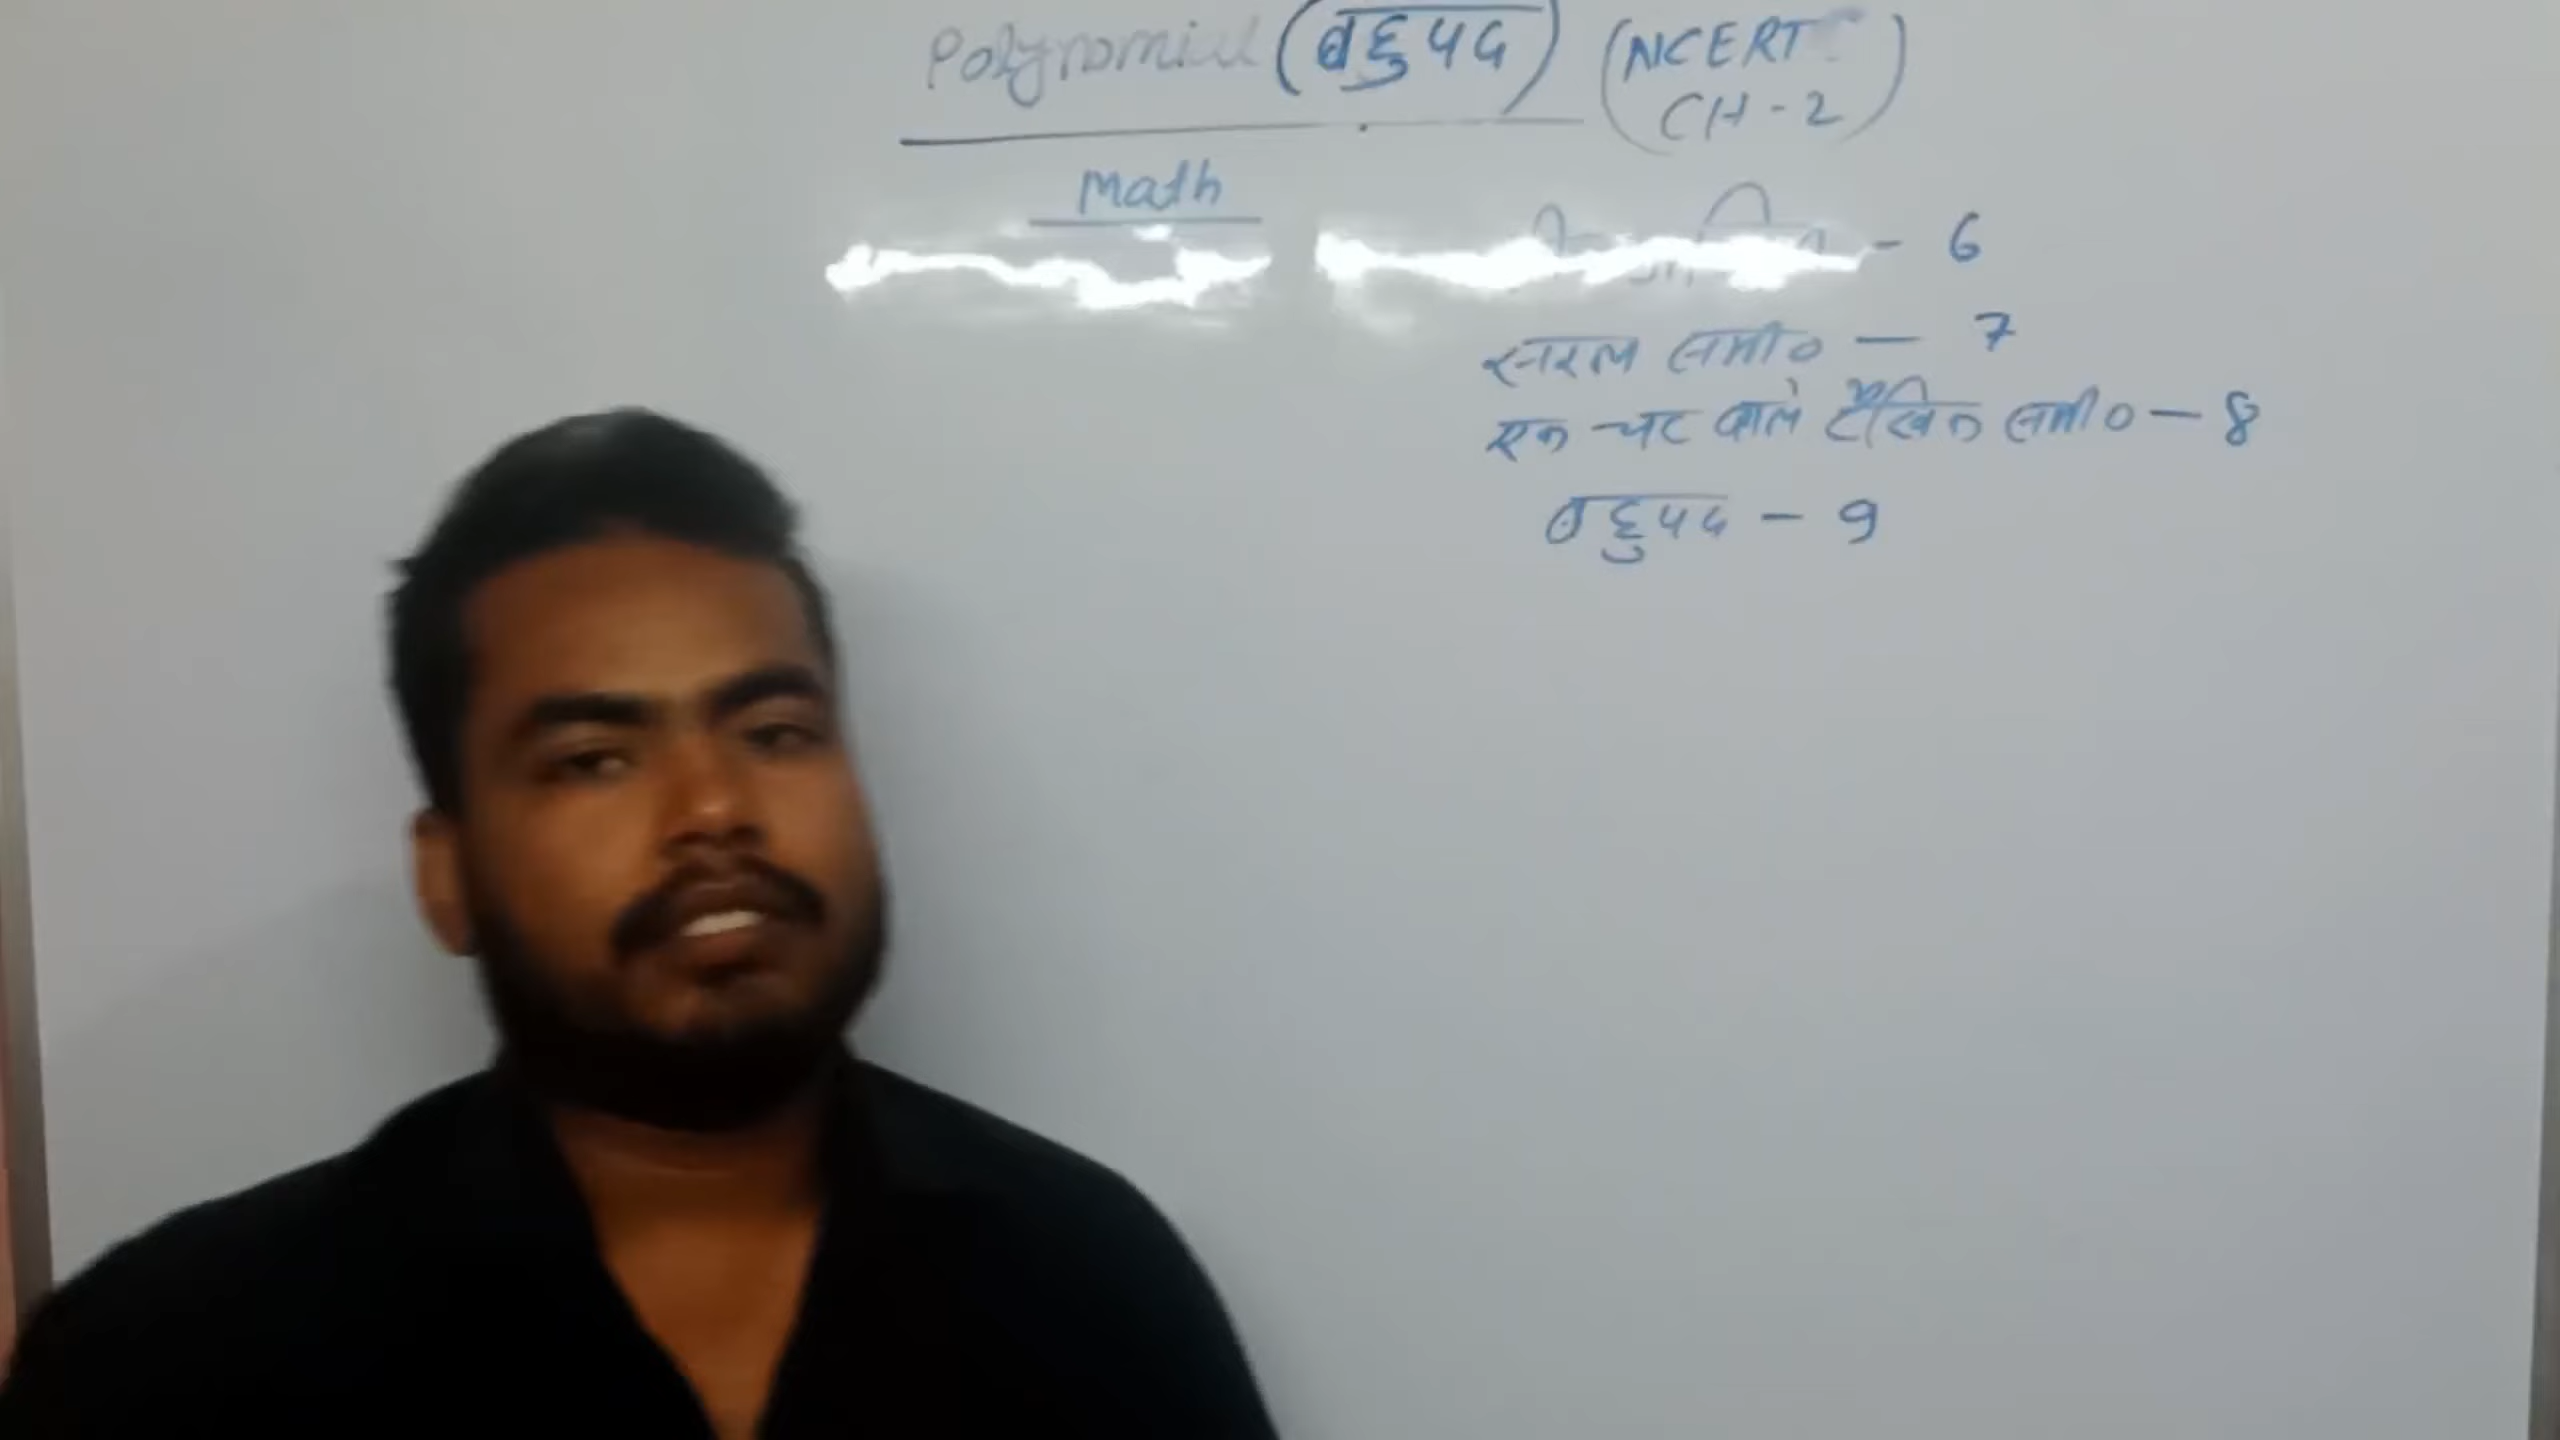 Polynomial (बहुपद) (NCERT
CH-2)
Math
- 6
सरल समी० - 7
एक चर वाले रैखिक समी० - 8
बहुपद - 9